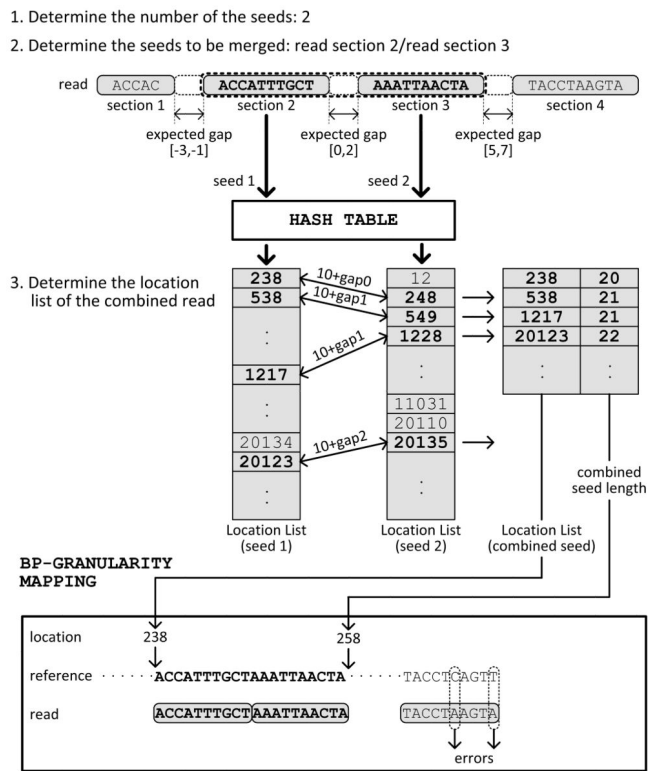 1. Determine the number of the seeds: 2
2. Determine the seeds to be merged: read section 2/read section 3
read ACCAC ACCATTTGCT AAATTAACTA TACCTAAGTA
section 1 section 2 section 3 section 4
expected gap expected gap expected gap
[-3,-1] [0,2] [5,7]
seed 1 seed 2
HASH TABLE
3. Determine the location
list of the combined read
238 10+gap0 12 238 20
538 10+gap1 248 538 21
: 549 1217 21
10+gap1 1228 20123 22
1217 : : :
: 11031
20110
20134 10+gap2 20135
20123
: :
combined
seed length
Location List Location List Location List
(seed 1) (seed 2) (combined seed)
BP-GRANULARITY
MAPPING
location 238 258
reference ······ ACCATTTGCTAAATTAACTA ······ TACCTCAGTT
read ACCATTTGCT AAATTAACTA TACCTAAGTA
errors